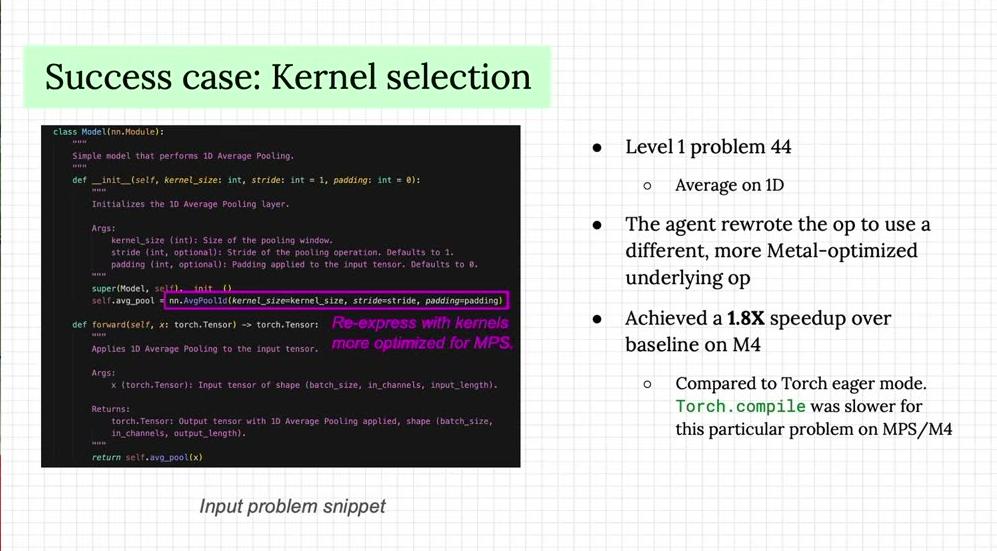 Success case: Kernel selection
class Model(nn.Module):
"""
Simple model that performs 1D Average Pooling.
"""
def __init__(self, kernel_size: int, stride: int = 1, padding: int = 0):
"""
Initializes the 1D Average Pooling layer.
Args:
kernel_size (int): Size of the pooling window.
stride (int, optional): Stride of the pooling operation. Defaults to 1.
padding (int, optional): Padding applied to the input tensor. Defaults to 0.
"""
super(Model, self).__init__()
self.avg_pool = nn.AvgPool1d(kernel_size=kernel_size, stride=stride, padding=padding)
def forward(self, x: torch.Tensor) -> torch.Tensor:
"""
Applies 1D Average Pooling to the input tensor.
Args:
x (torch.Tensor): Input tensor of shape (batch_size, in_channels, input_length).
Returns:
torch.Tensor: Output tensor with 1D Average Pooling applied, shape (batch_size,
in_channels, output_length).
"""
return self.avg_pool(x)
Re-express with kernels
more optimized for MPS.
Input problem snippet
● Level 1 problem 44
○ Average on 1D
● The agent rewrote the op to use a
different, more Metal-optimized
underlying op
● Achieved a 1.8X speedup over
baseline on M4
○ Compared to Torch eager mode.
Torch.compile was slower for
this particular problem on MPS/M4